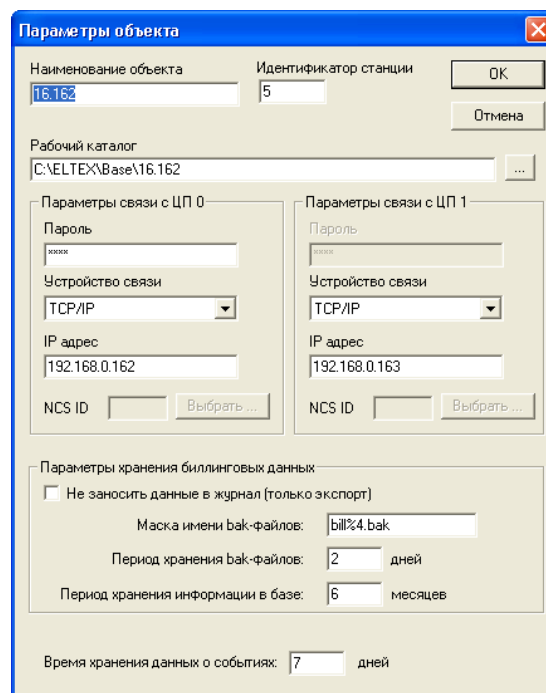 Параметры объекта
Наименование объекта
Идентификатор станции
16.162
5
OK
Отмена
Рабочий каталог
C:\ELTEX\Base\16.162
...
Параметры связи с ЦП 0
Параметры связи с ЦП 1
Пароль
Пароль
****
****
Устройство связи
Устройство связи
TCP/IP
TCP/IP
IP адрес
IP адрес
192.168.0.162
192.168.0.163
NCS ID
Выбрать ...
NCS ID
Выбрать ...
Параметры хранения биллинговых данных
Не заносить данные в журнал (только экспорт)
Маска имени bak-файлов:
bill%4.bak
Период хранения bak-файлов:
2
дней
Период хранения информации в базе:
6
месяцев
Время хранения данных о событиях:
7
дней